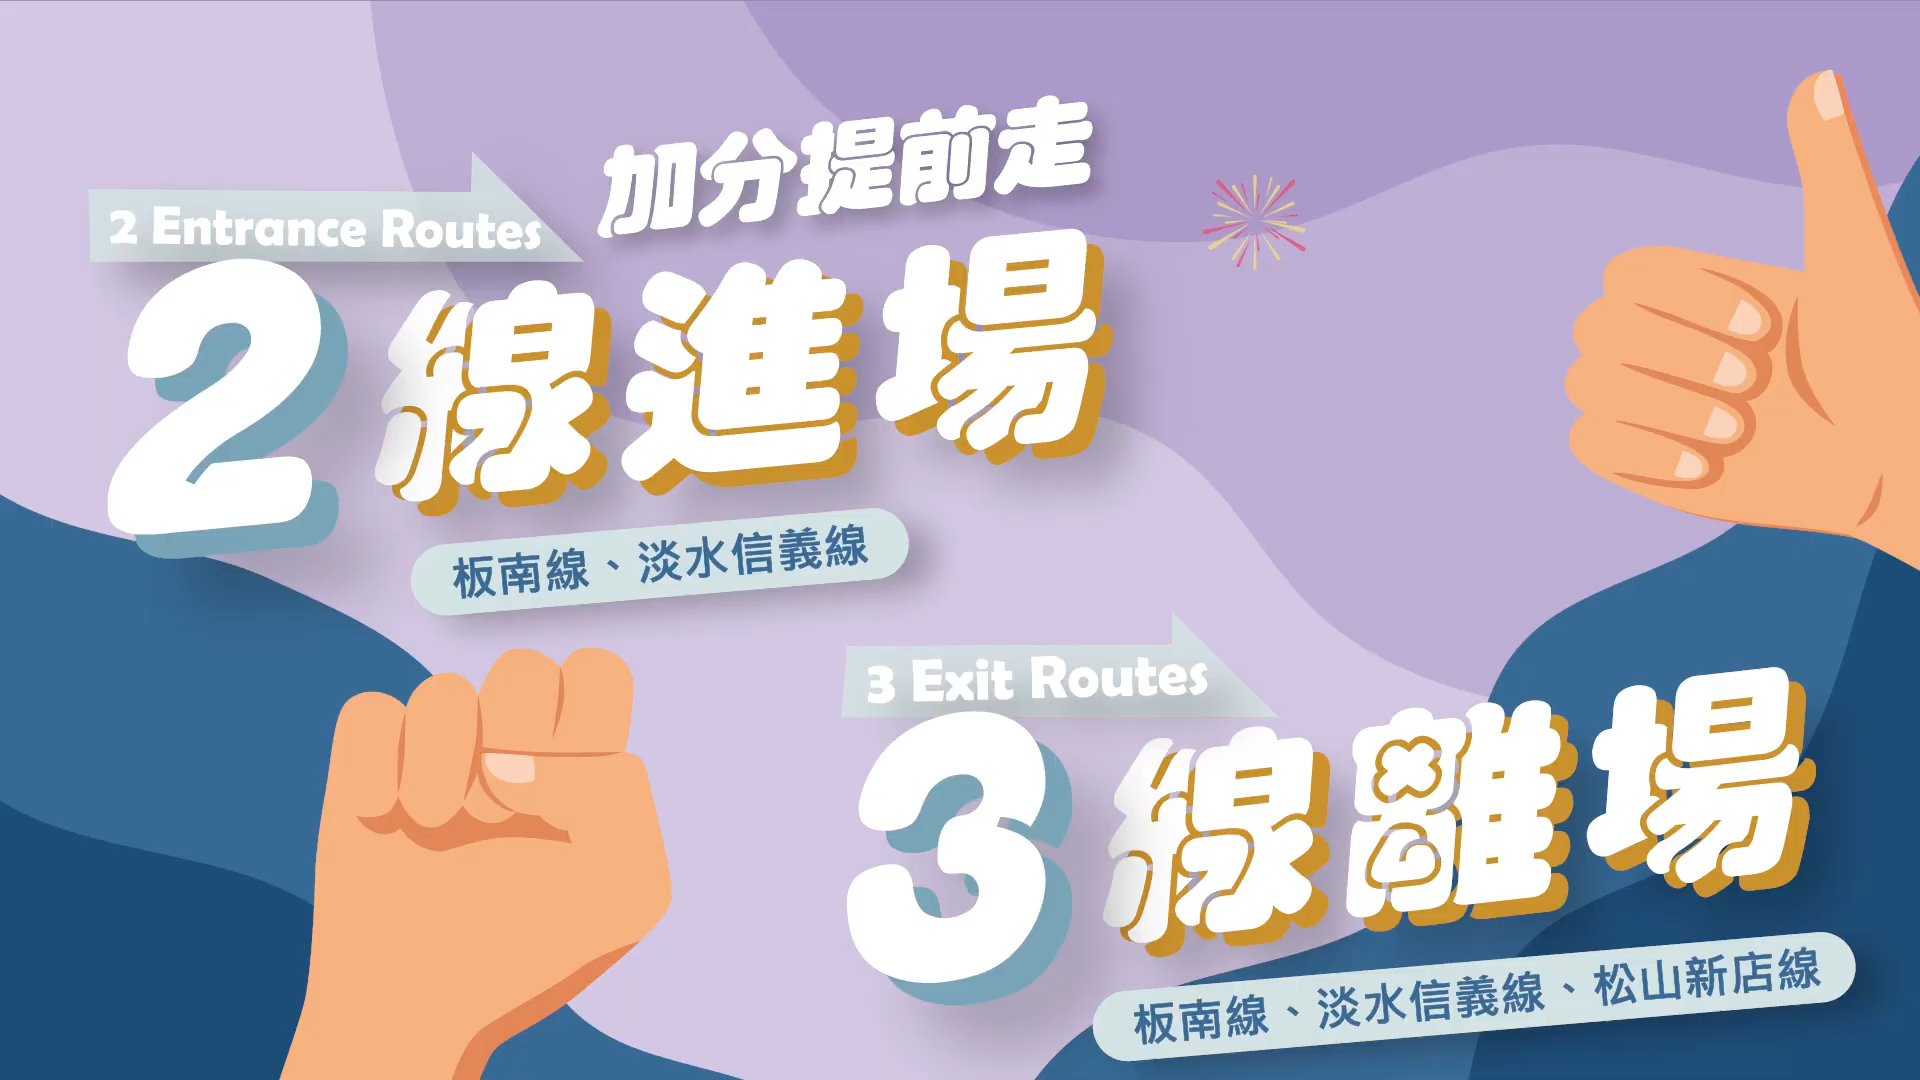 加分提前走
2 Entrance Routes
2線進場
板南線、淡水信義線
3 Exit Routes
3線離場
板南線、淡水信義線、松山新店線